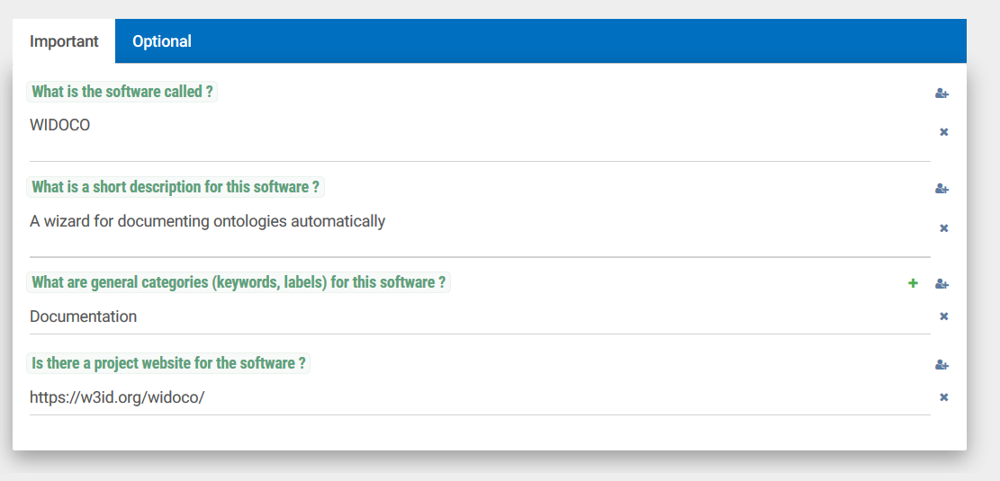 Important
Optional
What is the software called ?
WIDOCO
What is a short description for this software ?
A wizard for documenting ontologies automatically
What are general categories (keywords, labels) for this software ?
Documentation
Is there a project website for the software ?
https://w3id.org/widoco/